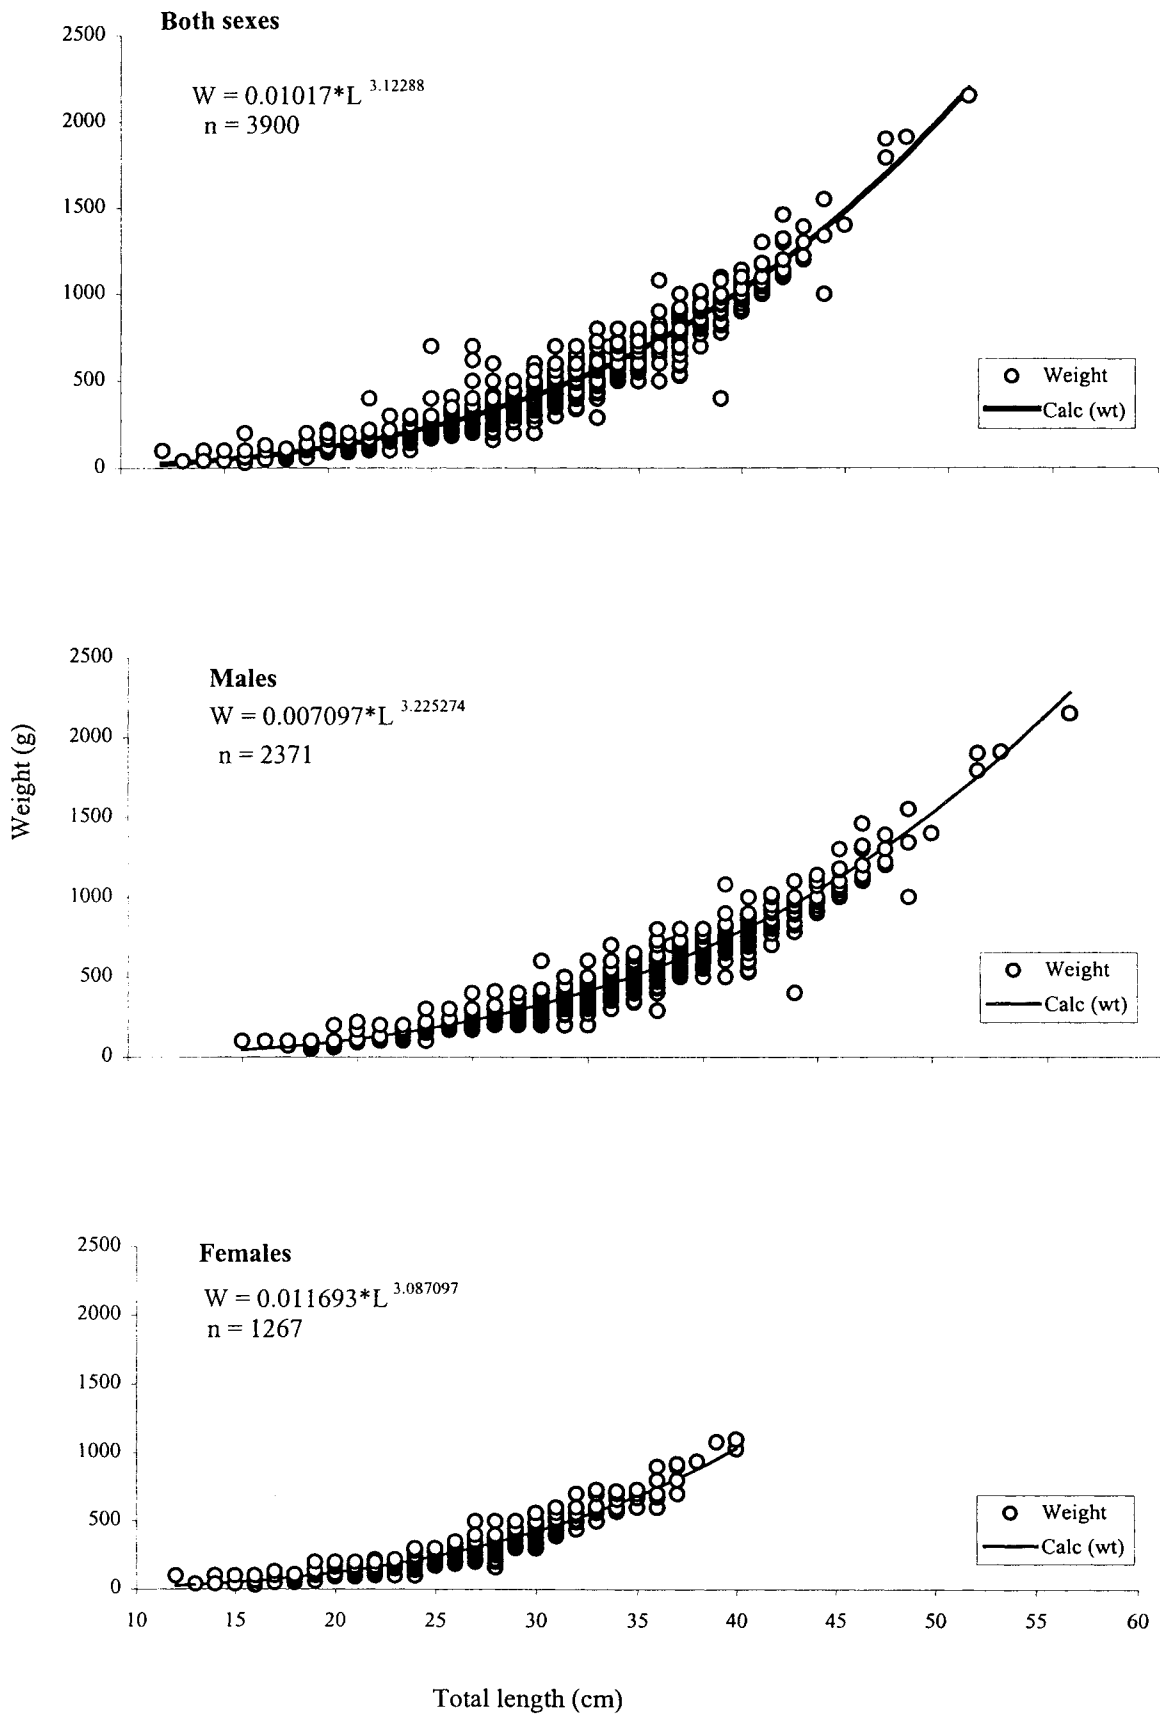 Both sexes
2500
W = 0.01017*L 3.12288
n = 3900
2000
1500
1000
500
0
Weight
Calc (wt)
Weight (g)
2500
Males
W = 0.007097*L 3.225274
n = 2371
2000
1500
1000
500
0
Weight
Calc (wt)
2500
Females
W = 0.011693*L 3.087097
n = 1267
2000
1500
1000
500
0
Weight
Calc (wt)
10 15 20 25 30 35 40 45 50 55 60
Total length (cm)